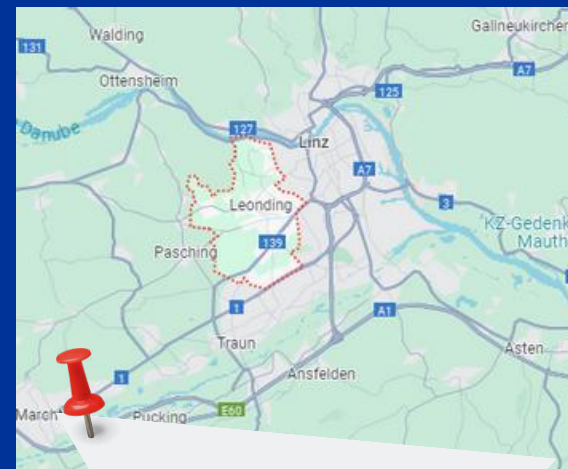 Gallneukirchen
Walding
131
A7
Ottensheim
125
Danube
127
Linz
A7
Leonding
3
KZ-Gedenk
139
Mauth
Pasching
1
A1
Traun
Asten
1
Ansfelden
E60
March
Pucking